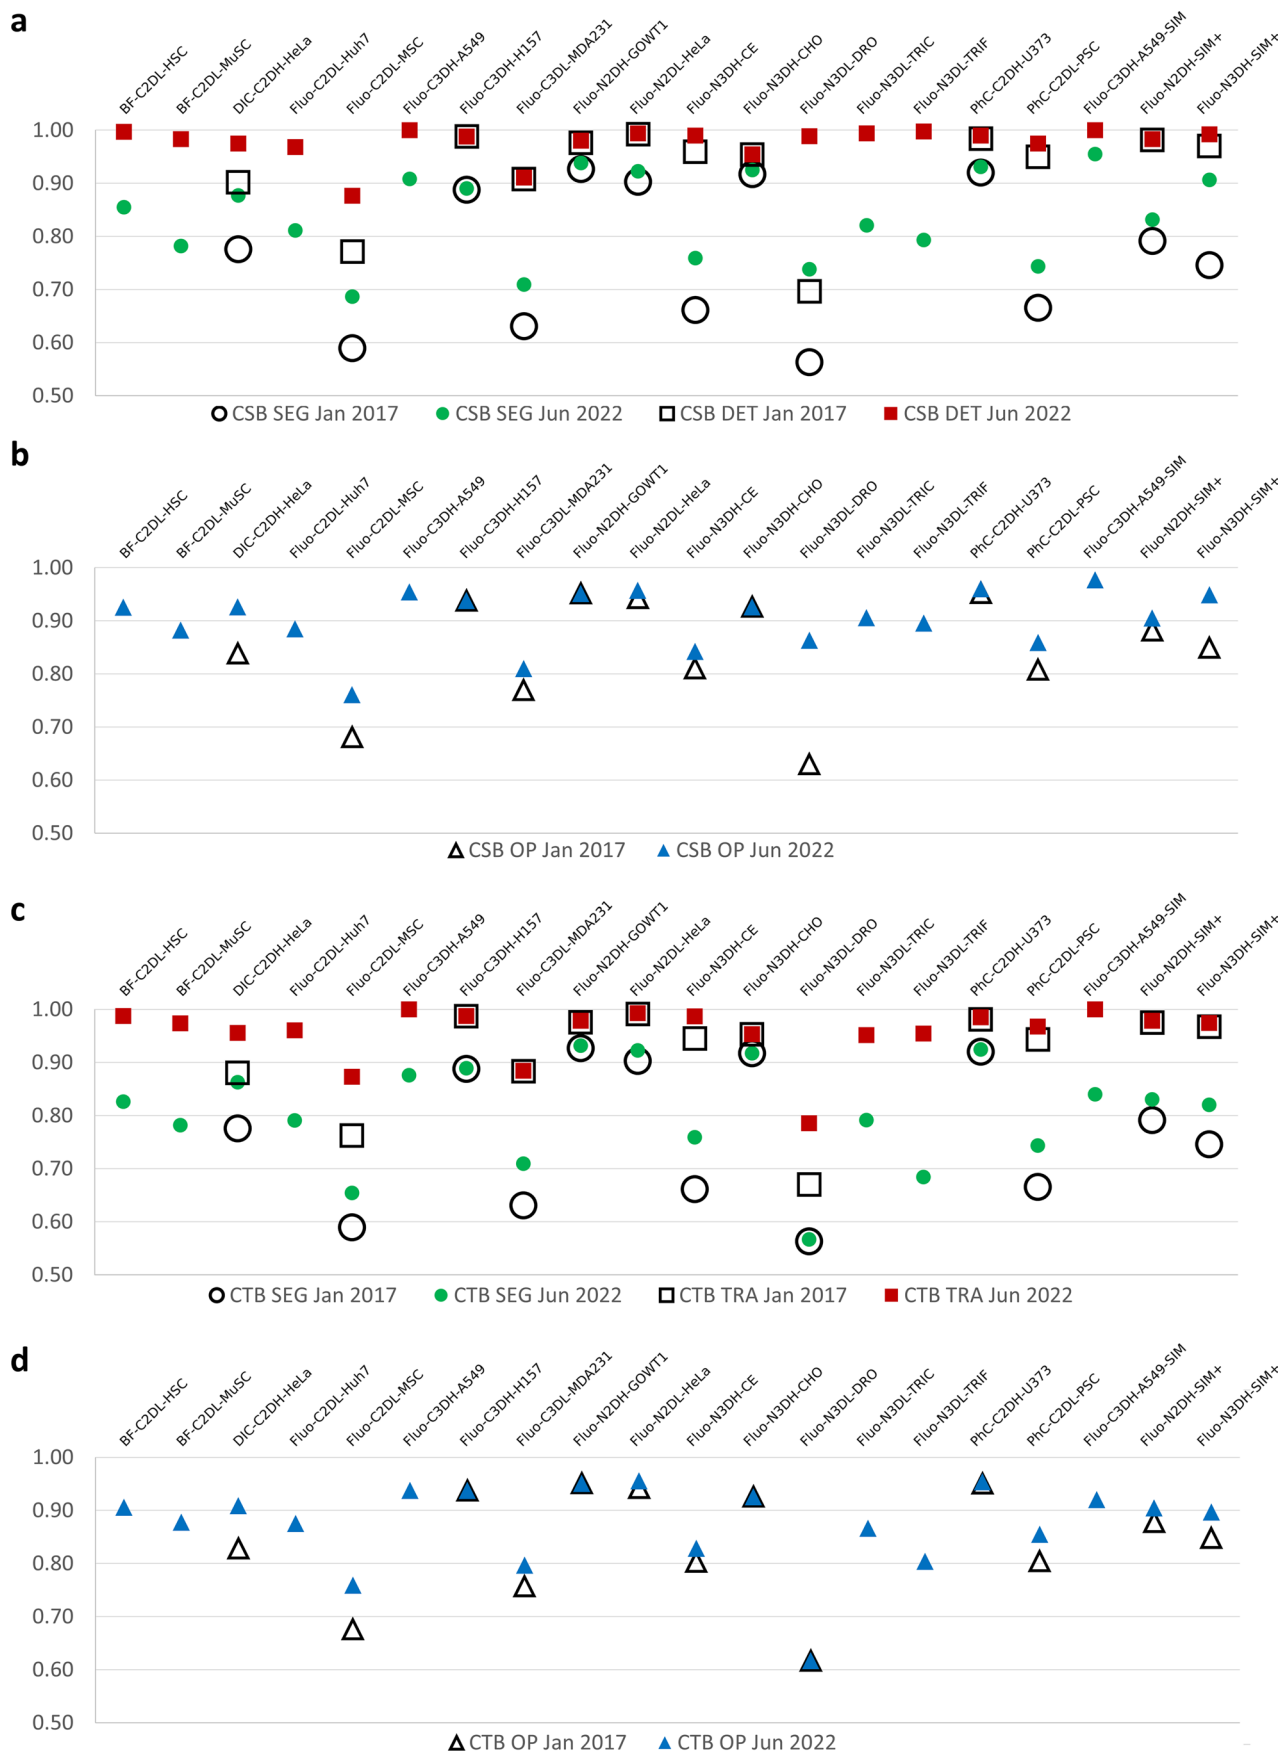 a
BF-C2DL-HSC
BF-C2DL-MuSC
DIC-C2DH-HeLa
Fluo-C2DL-Huh7
Fluo-C2DL-MSC
Fluo-C3DH-A549
Fluo-C3DH-H157
Fluo-C3DL-MDA231
Fluo-N2DH-GOWT1
Fluo-N2DL-HeLa
Fluo-N3DH-CE
Fluo-N3DH-CHO
Fluo-N3DL-DRO
Fluo-N3DL-TRIC
Fluo-N3DL-TRIF
PhC-C2DH-U373
PhC-C2DL-PSC
Fluo-C3DH-A549-SIM
Fluo-N2DH-SIM+
Fluo-N3DH-SIM+
1.00
0.90
0.80
0.70
0.60
0.50
CSB SEG Jan 2017 CSB SEG Jun 2022 CSB DET Jan 2017 CSB DET Jun 2022
b
BF-C2DL-HSC
BF-C2DL-MuSC
DIC-C2DH-HeLa
Fluo-C2DL-Huh7
Fluo-C2DL-MSC
Fluo-C3DH-A549
Fluo-C3DH-H157
Fluo-C3DL-MDA231
Fluo-N2DH-GOWT1
Fluo-N2DL-HeLa
Fluo-N3DH-CE
Fluo-N3DH-CHO
Fluo-N3DL-DRO
Fluo-N3DL-TRIC
Fluo-N3DL-TRIF
PhC-C2DH-U373
PhC-C2DL-PSC
Fluo-C3DH-A549-SIM
Fluo-N2DH-SIM+
Fluo-N3DH-SIM+
1.00
0.90
0.80
0.70
0.60
0.50
CSB OP Jan 2017 CSB OP Jun 2022
c
BF-C2DL-HSC
BF-C2DL-MuSC
DIC-C2DH-HeLa
Fluo-C2DL-Huh7
Fluo-C2DL-MSC
Fluo-C3DH-A549
Fluo-C3DH-H157
Fluo-C3DL-MDA231
Fluo-N2DH-GOWT1
Fluo-N2DL-HeLa
Fluo-N3DH-CE
Fluo-N3DH-CHO
Fluo-N3DL-DRO
Fluo-N3DL-TRIC
Fluo-N3DL-TRIF
PhC-C2DH-U373
PhC-C2DL-PSC
Fluo-C3DH-A549-SIM
Fluo-N2DH-SIM+
Fluo-N3DH-SIM+
1.00
0.90
0.80
0.70
0.60
0.50
CTB SEG Jan 2017 CTB SEG Jun 2022 CTB TRA Jan 2017 CTB TRA Jun 2022
d
BF-C2DL-HSC
BF-C2DL-MuSC
DIC-C2DH-HeLa
Fluo-C2DL-Huh7
Fluo-C2DL-MSC
Fluo-C3DH-A549
Fluo-C3DH-H157
Fluo-C3DL-MDA231
Fluo-N2DH-GOWT1
Fluo-N2DL-HeLa
Fluo-N3DH-CE
Fluo-N3DH-CHO
Fluo-N3DL-DRO
Fluo-N3DL-TRIC
Fluo-N3DL-TRIF
PhC-C2DH-U373
PhC-C2DL-PSC
Fluo-C3DH-A549-SIM
Fluo-N2DH-SIM+
Fluo-N3DH-SIM+
1.00
0.90
0.80
0.70
0.60
0.50
CTB OP Jan 2017 CTB OP Jun 2022